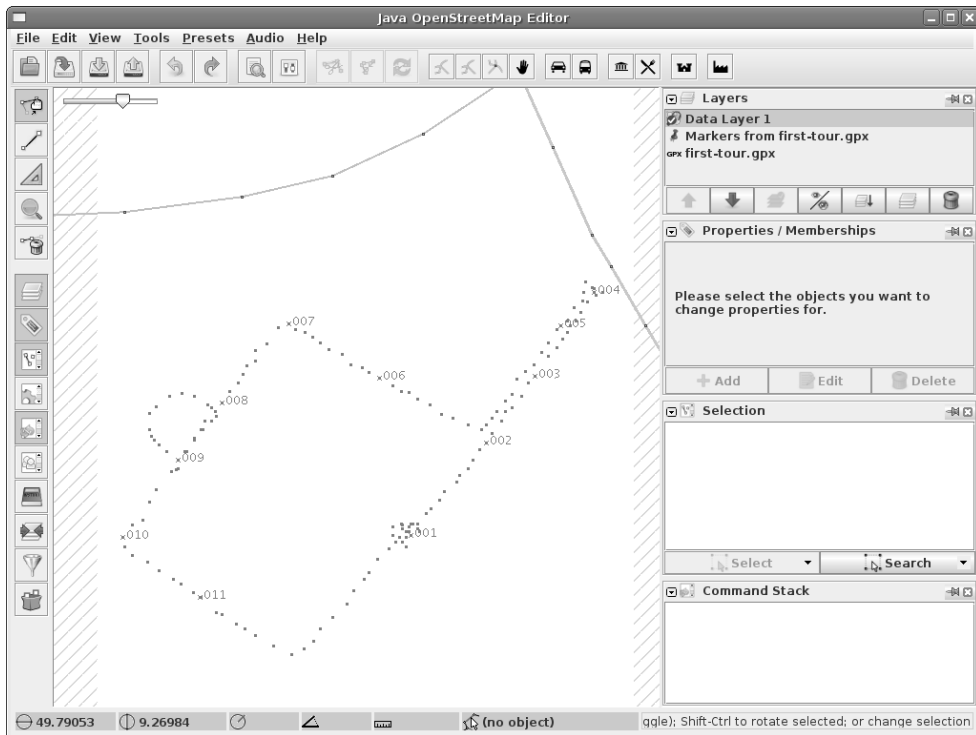 Java OpenStreetMap Editor
File Edit View Tools Presets Audio Help
Layers
Data Layer 1
Markers from first-tour.gpx
GPX first-tour.gpx
Properties / Memberships
Please select the objects you want to
change properties for.
Add Edit Delete
Selection
Select Search
Command Stack
004
007
005
006
003
008
002
009
001
010
011
49.79053 9.26984 (no object) ggle); Shift-Ctrl to rotate selected; or change selection